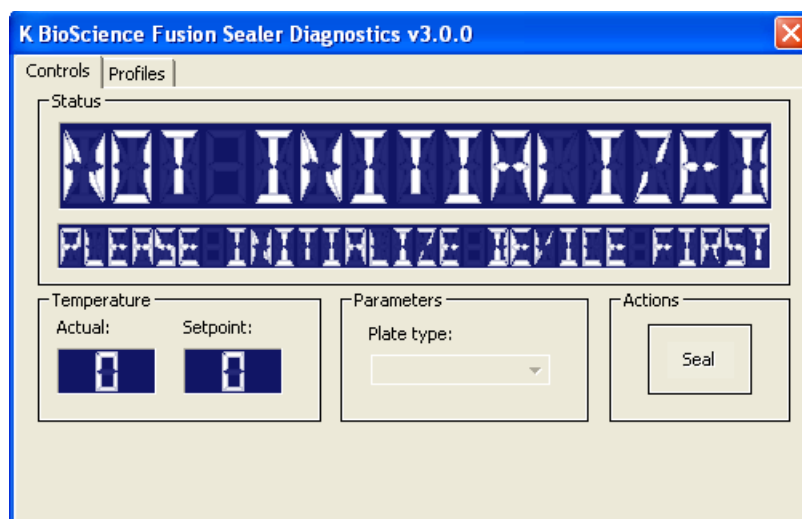 K BioScience Fusion Sealer Diagnostics v3.0.0
Controls Profiles
Status
NOT INITIALIZED
PLEASE INITIALIZE DEVICE FIRST
Temperature Parameters Actions
Actual: Setpoint: Plate type:
0 0 Seal